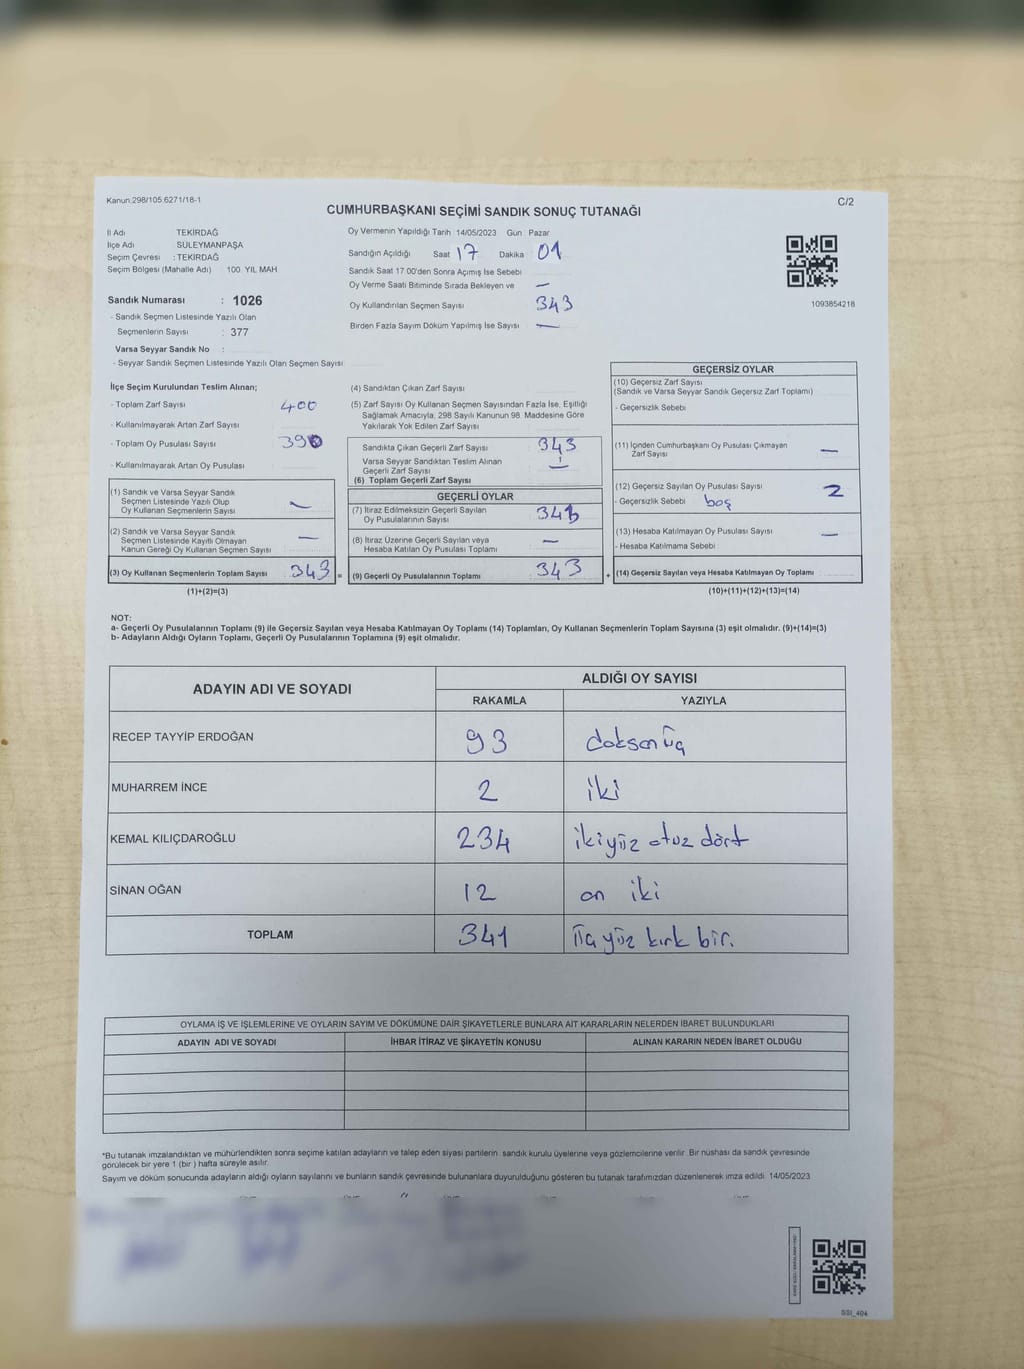 Kanun.298/105.6271/18-1
C/2
CUMHURBAŞKANI SEÇİMİ SANDIK SONUÇ TUTANAĞI
İl Adı TEKİRDAĞ
İlçe Adı SÜLEYMANPAŞA
Seçim Çevresi : TEKİRDAĞ
Seçim Bölgesi (Mahalle Adı) 100. YIL MAH
Sandık Numarası : 1026
- Sandık Seçmen Listesinde Yazılı Olan
Seçmenlerin Sayısı : 377
Varsa Seyyar Sandık No :
- Seyyar Sandık Seçmen Listesinde Yazılı Olan Seçmen Sayısı:
Oy Vermenin Yapıldığı Tarih 14/05/2023 Gün : Pazar
Sandığın Açıldığı Saat 17 Dakika 01
Sandık Saat 17.00'den Sonra Açımış İse Sebebi
Oy Verme Saati Bitiminde Sırada Bekleyen ve —
Oy Kullandırılan Seçmen Sayısı 343
Birden Fazla Sayım Döküm Yapılmış İse Sayısı —
1093854218
İlçe Seçim Kurulundan Teslim Alınan;
- Toplam Zarf Sayısı 400
- Kullanılmayarak Artan Zarf Sayısı
- Toplam Oy Pusulası Sayısı 390
- Kullanılmayarak Artan Oy Pusulası
(1) Sandık ve Varsa Seyyar Sandık
Seçmen Listesinde Yazılı Olup
Oy Kullanan Seçmenlerin Sayısı —
(2) Sandık ve Varsa Seyyar Sandık
Seçmen Listesinde Kayıtlı Olmayan
Kanun Gereği Oy Kullanan Seçmen Sayısı —
(3) Oy Kullanan Seçmenlerin Toplam Sayısı 343 =
(1)+(2)=(3)
(4) Sandıktan Çıkan Zarf Sayısı
(5) Zarf Sayısı Oy Kullanan Seçmen Sayısından Fazla İse, Eşitliği
Sağlamak Amacıyla, 298 Sayılı Kanunun 98. Maddesine Göre
Yakılarak Yok Edilen Zarf Sayısı
Sandıkta Çıkan Geçerli Zarf Sayısı 343
Varsa Seyyar Sandıktan Teslim Alınan
Geçerli Zarf Sayısı
(6) Toplam Geçerli Zarf Sayısı
GEÇERLİ OYLAR
(7) İtiraz Edilmeksizin Geçerli Sayılan
Oy Pusulalarının Sayısı
(8) İtiraz Üzerine Geçerli Sayılan veya —
Hesaba Katılan Oy Pusulası Toplamı
(9) Geçerli Oy Pusulalarının Toplamı 343 +
GEÇERSİZ OYLAR
(10) Geçersiz Zarf Sayısı
(Sandık ve Varsa Seyyar Sandık Geçersiz Zarf Toplamı)
- Geçersizlik Sebebi
(11) İçinden Cumhurbaşkanı Oy Pusulası Çıkmayan —
Zarf Sayısı
(12) Geçersiz Sayılan Oy Pusulası Sayısı 2
- Geçersizlik Sebebi boş
(13) Hesaba Katılmayan Oy Pusulası Sayısı —
- Hesaba Katılmama Sebebi
(14) Geçersiz Sayılan veya Hesaba Katılmayan Oy Toplamı
(10)+(11)+(12)+(13)=(14)
NOT:
a- Geçerli Oy Pusulalarının Toplamı (9) ile Geçersiz Sayılan veya Hesaba Katılmayan Oy Toplamı (14) Toplamları, Oy Kullanan Seçmenlerin Toplam Sayısına (3) eşit olmalıdır. (9)+(14)=(3)
b- Adayların Aldığı Oyların Toplamı, Geçerli Oy Pusulalarının Toplamına (9) eşit olmalıdır.
ADAYIN ADI VE SOYADI
ALDIĞI OY SAYISI
RAKAMLA YAZIYLA
RECEP TAYYİP ERDOĞAN 93 doksan üç
MUHARREM İNCE 2 iki
KEMAL KILIÇDAROĞLU 234 ikiyüz otuz dört
SİNAN OĞAN 12 on iki
TOPLAM 341 üç yüz kırk bir.
OYLAMA İŞ VE İŞLEMLERİNE VE OYLARIN SAYIM VE DÖKÜMÜNE DAİR ŞİKAYETLERLE BUNLARA AİT KARARLARIN NELERDEN İBARET BULUNDUKLARI
ADAYIN ADI VE SOYADI İHBAR İTİRAZ VE ŞİKAYETİN KONUSU ALINAN KARARIN NEDEN İBARET OLDUĞU
*Bu tutanak imzalandıktan ve mühürlendikten sonra seçime katılan adayların ve talep eden siyasi partilerin sandık kurulu üyelerine veya gözlemcilerine verilir. Bir nüshası da sandık çevresinde
görülecek bir yere 1 (bir ) hafta süreyle asılır.
Sayım ve döküm sonucunda adayların aldığı oyların sayılarını ve bunların sandık çevresinde bulunanlara duyurulduğunu gösteren bu tutanak tarafımızdan düzenlenerek imza edildi. 14/05/2023
SSI_404